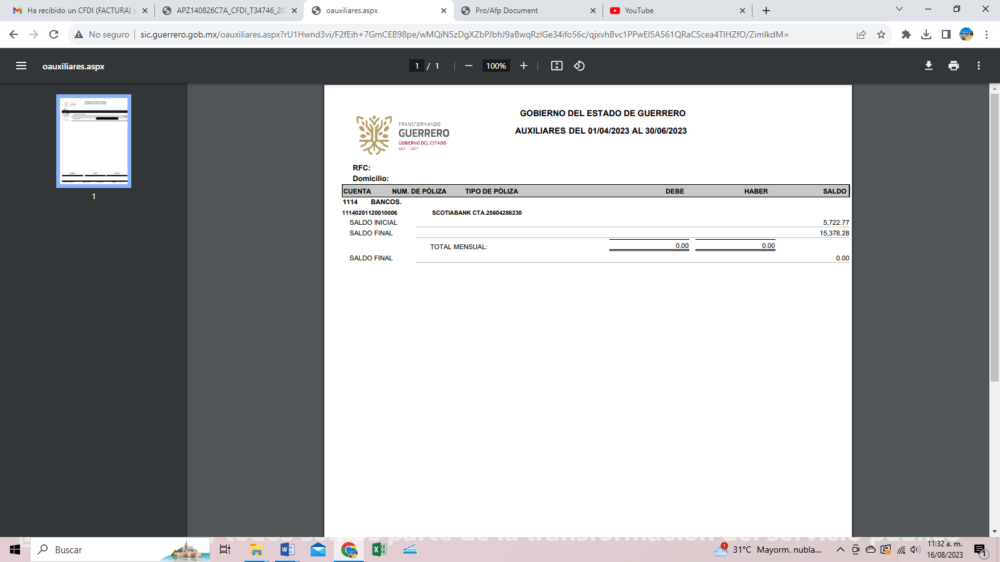 Ha recibido un CFDI (FACTURA) p
APZ140826C7A_CFDI_T34746_20
oauxiliares.aspx
Pro/Afp Document
YouTube
No seguro
sic.guerrero.gob.mx/oauxiliares.aspx?rU1Hwnd3vi/F2fEih+7GmCEB98pe/wMQiN5zDgXZbPJbhJ9aBwqRzlGe34ifo56c/qjxvhBvc1PPwEI5A561QRaCScea4TlHZfO/ZimlkdM=
oauxiliares.aspx
1 / 1
100%
1
TRANSFORMANDO
GUERRERO
GOBIERNO DEL ESTADO
2021 - 2027
GOBIERNO DEL ESTADO DE GUERRERO
AUXILIARES DEL 01/04/2023 AL 30/06/2023
RFC:
Domicilio:
CUENTA NUM. DE PÓLIZA TIPO DE PÓLIZA DEBE HABER SALDO
1114 BANCOS.
11140201120010006 SCOTIABANK CTA.25604286230
SALDO INICIAL 5,722.77
SALDO FINAL 15,378.28
TOTAL MENSUAL: 0.00 0.00
SALDO FINAL 0.00
Buscar
1
31°C Mayorm. nubla...
11:32 a. m.
16/08/2023
1